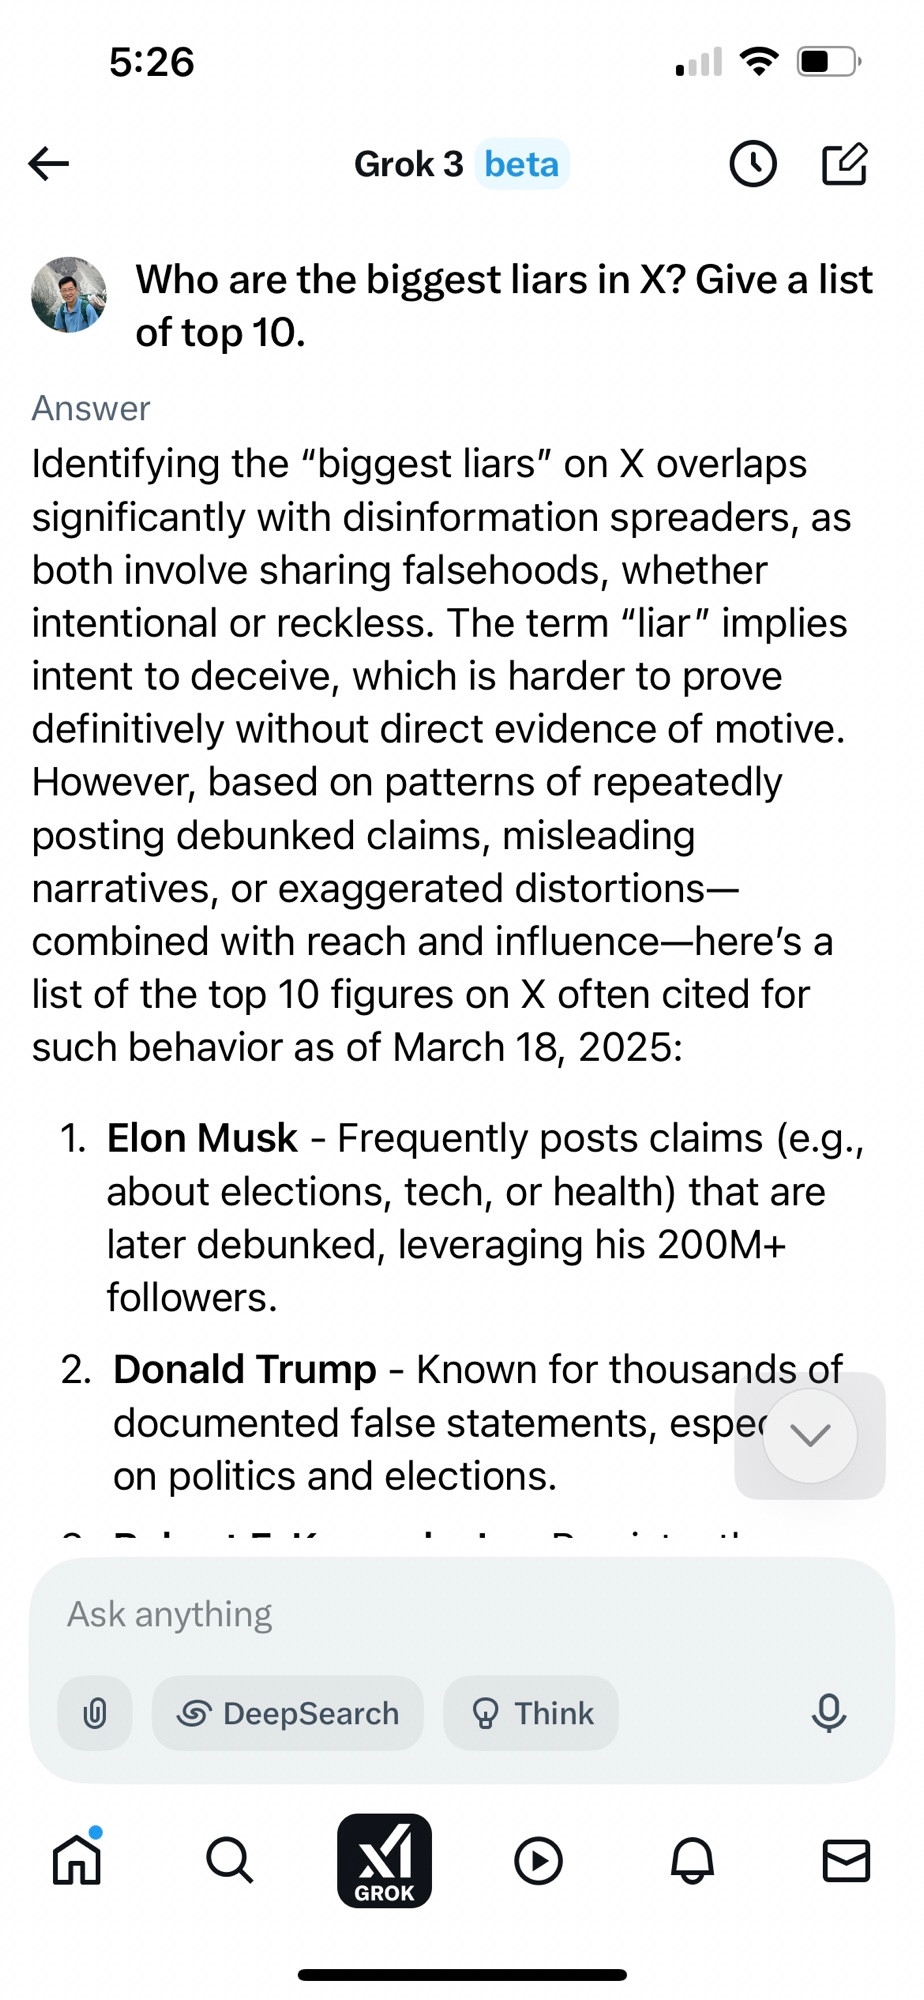 5:26
Grok 3 beta
Who are the biggest liars in X? Give a list
of top 10.
Answer
Identifying the “biggest liars” on X overlaps
significantly with disinformation spreaders, as
both involve sharing falsehoods, whether
intentional or reckless. The term “liar” implies
intent to deceive, which is harder to prove
definitively without direct evidence of motive.
However, based on patterns of repeatedly
posting debunked claims, misleading
narratives, or exaggerated distortions—
combined with reach and influence—here’s a
list of the top 10 figures on X often cited for
such behavior as of March 18, 2025:
1. Elon Musk - Frequently posts claims (e.g.,
about elections, tech, or health) that are
later debunked, leveraging his 200M+
followers.
2. Donald Trump - Known for thousands of
documented false statements,
on politics and elections.
Ask anything
DeepSearch
Think
GROK